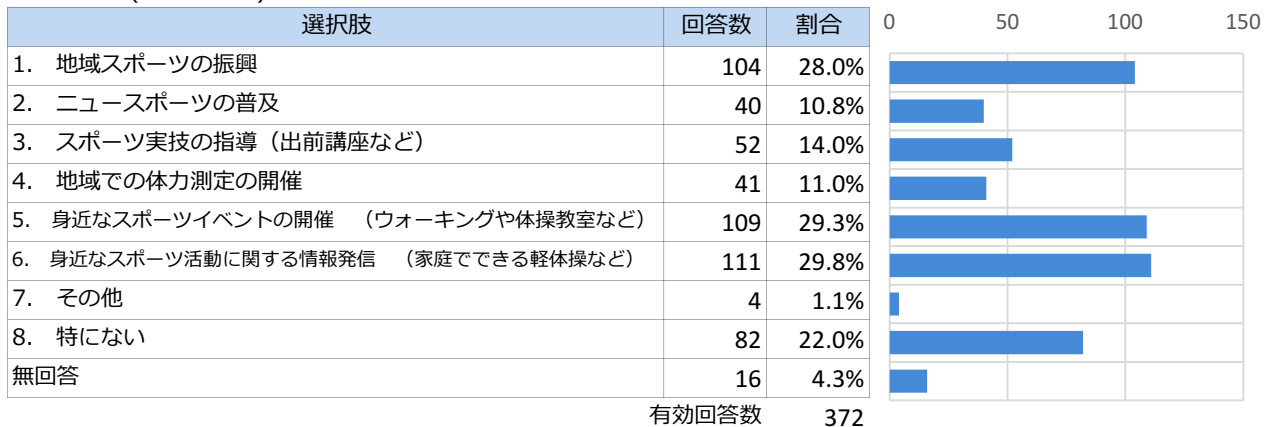 選択肢 回答数 割合 0 50 100 150
1. 地域スポーツの振興 104 28.0%
2. ニュースポーツの普及 40 10.8%
3. スポーツ実技の指導（出前講座など） 52 14.0%
4. 地域での体力測定の開催 41 11.0%
5. 身近なスポーツイベントの開催 （ウォーキングや体操教室など） 109 29.3%
6. 身近なスポーツ活動に関する情報発信 （家庭でできる軽体操など） 111 29.8%
7. その他 4 1.1%
8. 特にない 82 22.0%
無回答 16 4.3%
有効回答数 372